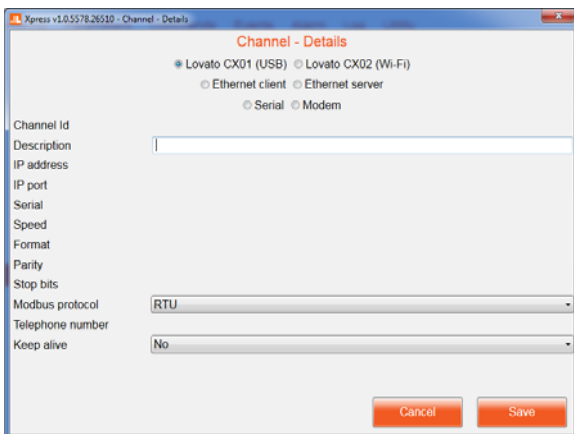 Xpress v1.0.5578.26510 - Channel - Details
Channel - Details
Lovato CX01 (USB) Lovato CX02 (Wi-Fi)
Ethernet client Ethernet server
Serial Modem
Channel Id
Description
IP address
IP port
Serial
Speed
Format
Parity
Stop bits
Modbus protocol RTU
Telephone number
Keep alive No
Cancel Save